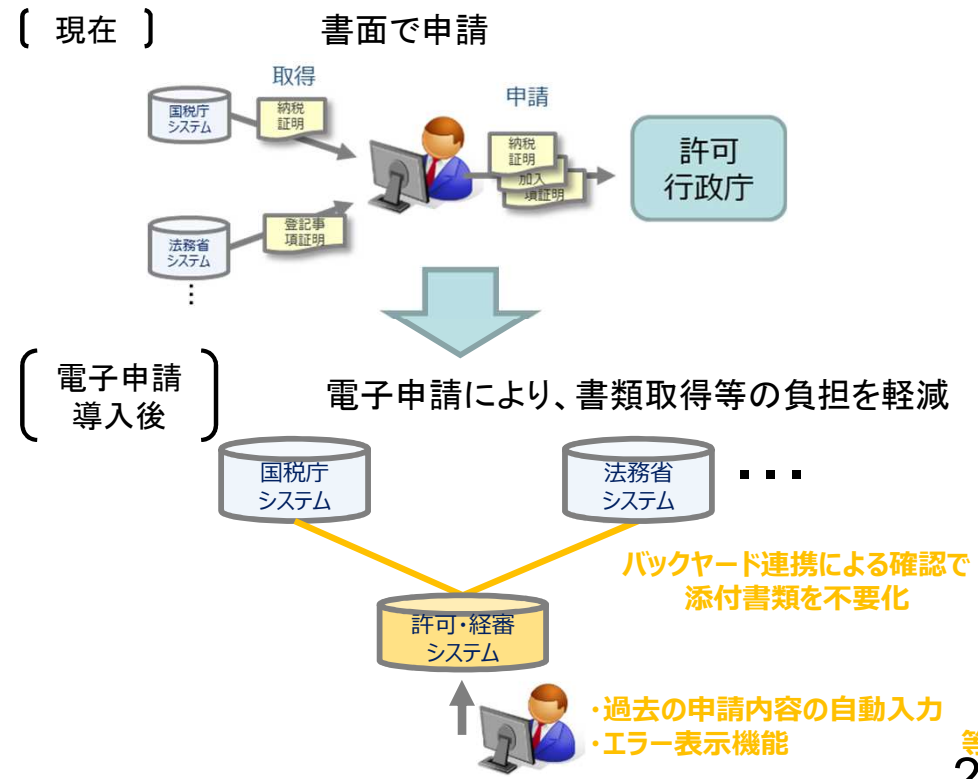 〔 現在 〕
書面で申請
取得
申請
国税庁
システム
納税
証明
納税
証明
加入
項証明
許可
行政庁
法務省
システム
登記事
項証明
⋮
電子申請
導入後
電子申請により、書類取得等の負担を軽減
国税庁
システム
法務省
システム
・・・
バックヤード連携による確認で
添付書類を不要化
許可・経審
システム
・過去の申請内容の自動入力
・エラー表示機能
等